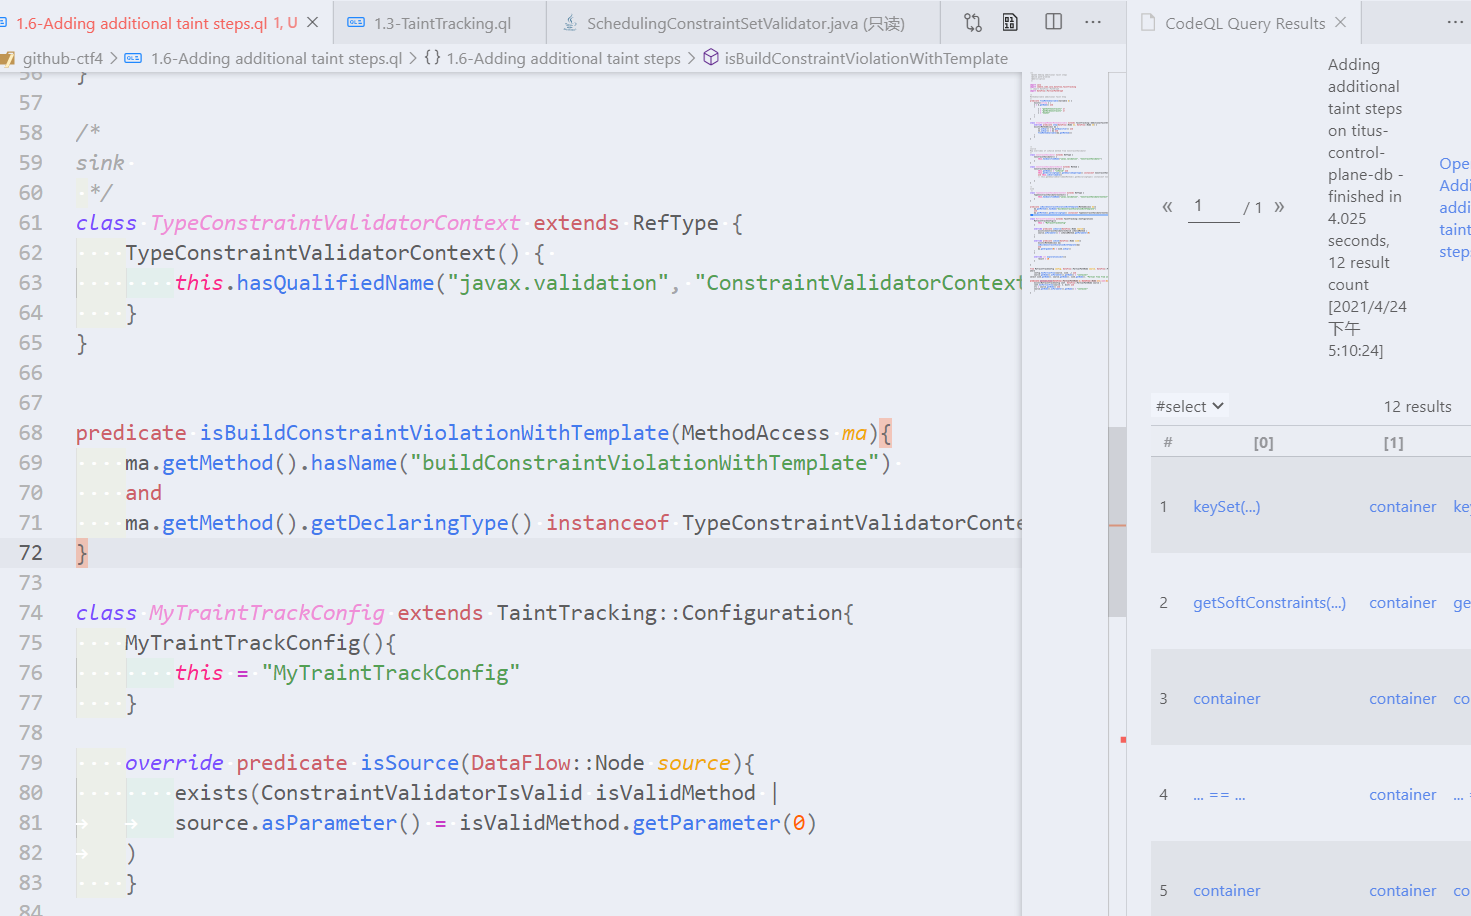 1.6-Adding additional taint steps.ql 1, U
1.3-TaintTracking.ql
SchedulingConstraintSetValidator.java (只读)
CodeQL Query Results
github-ctf4 > 1.6-Adding additional taint steps.ql > {} 1.6-Adding additional taint steps > isBuildConstraintViolationWithTemplate
56 }
57
58 /*
59 sink
60 */
61 class TypeConstraintValidatorContext extends RefType {
62 TypeConstraintValidatorContext() {
63 this.hasQualifiedName("javax.validation", "ConstraintValidatorContext
64 }
65 }
66
67
68 predicate isBuildConstraintViolationWithTemplate(MethodAccess ma){
69 ma.getMethod().hasName("buildConstraintViolationWithTemplate")
70 and
71 ma.getMethod().getDeclaringType() instanceof TypeConstraintValidatorConte
72 }
73
74 class MyTraintTrackConfig extends TaintTracking::Configuration{
75 MyTraintTrackConfig(){
76 this = "MyTraintTrackConfig"
77 }
78
79 override predicate isSource(DataFlow::Node source){
80 exists(ConstraintValidatorIsValid isValidMethod |
81 source.asParameter() = isValidMethod.getParameter(0)
82 )
83 }
84
« 1 / 1 »
Adding
additional
taint steps
on titus-
control-
plane-db -
finished in
4.025
seconds,
12 result
count
[2021/4/24
下午
5:10:24]
Ope
Addi
addi
taint
steps
#select 12 results
# [0] [1]
1 keySet(...) container key
2 getSoftConstraints(...) container ge
3 container container co
4 ... == ... container ... =
5 container container co